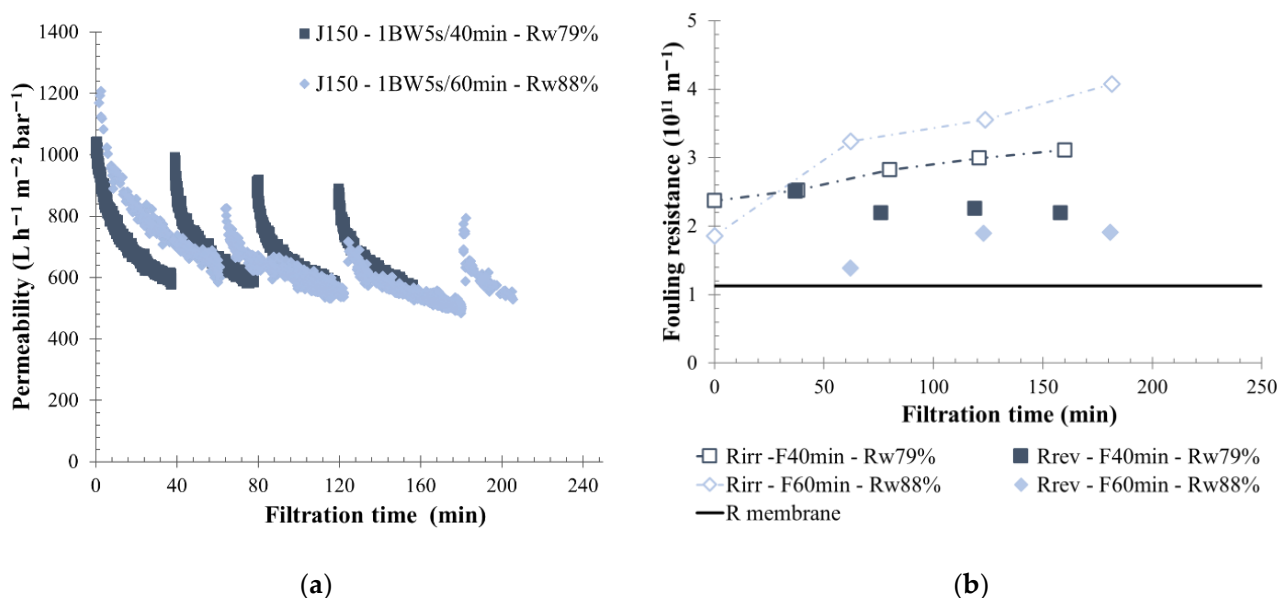 J150 - 1BW5s/40min - Rw79%
J150 - 1BW5s/60min - Rw88%
Permeability (L h⁻¹ m⁻² bar⁻¹)
1400
1200
1000
800
600
400
200
0
0 40 80 120 160 200 240
Filtration time (min)
(a)
Fouling resistance (10¹¹ m⁻¹)
5
4
3
2
1
0
0 50 100 150 200 250
Filtration time (min)
Rirr -F40min - Rw79%
Rrev - F40min - Rw79%
Rirr - F60min - Rw88%
Rrev - F60min - Rw88%
R membrane
(b)